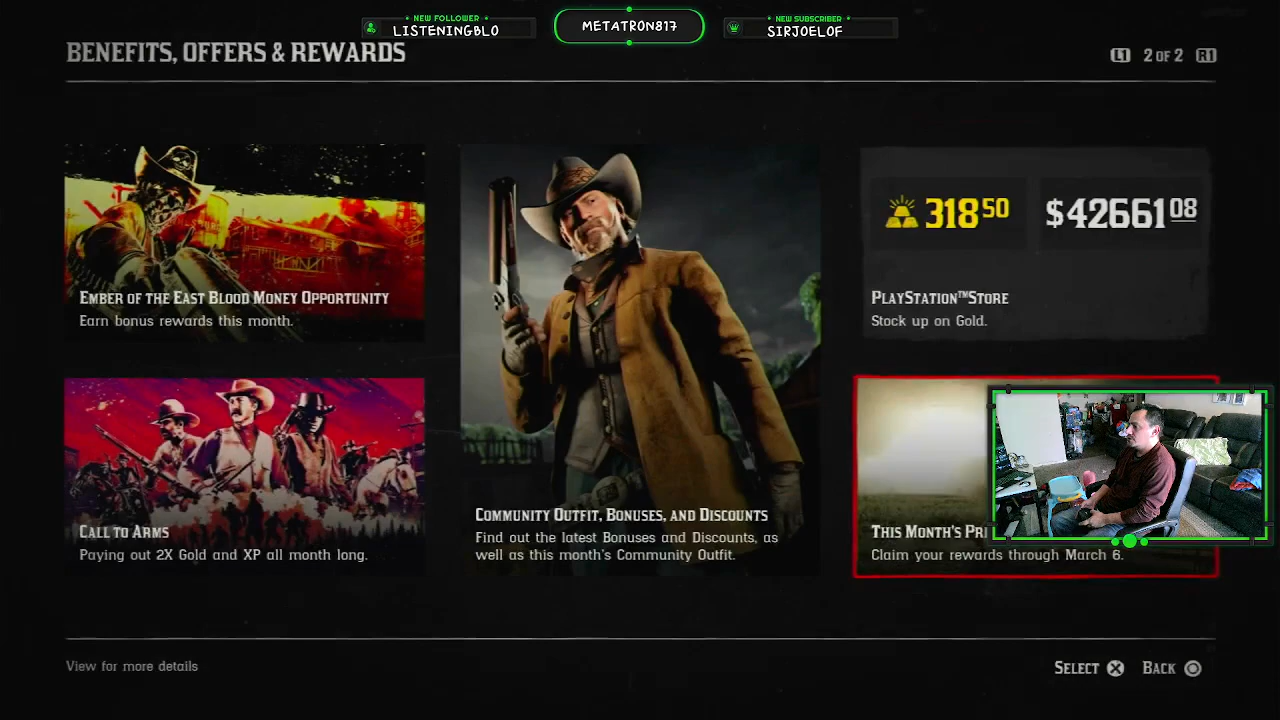 NEW FOLLOWER
LISTENINGBLO
METATRON817
NEW SUBSCRIBER
SIRJOELOF
BENEFITS, OFFERS & REWARDS
L1 2 OF 2 R1
EMBER OF THE EAST BLOOD MONEY OPPORTUNITY
Earn bonus rewards this month.
CALL TO ARMS
Paying out 2X Gold and XP all month long.
COMMUNITY OUTFIT, BONUSES, AND DISCOUNTS
Find out the latest Bonuses and Discounts, as
well as this month's Community Outfit.
318 50 $42661 08
PLAYSTATION™STORE
Stock up on Gold.
THIS MONTH'S
Claim your rewards through March 6.
View for more details
SELECT BACK